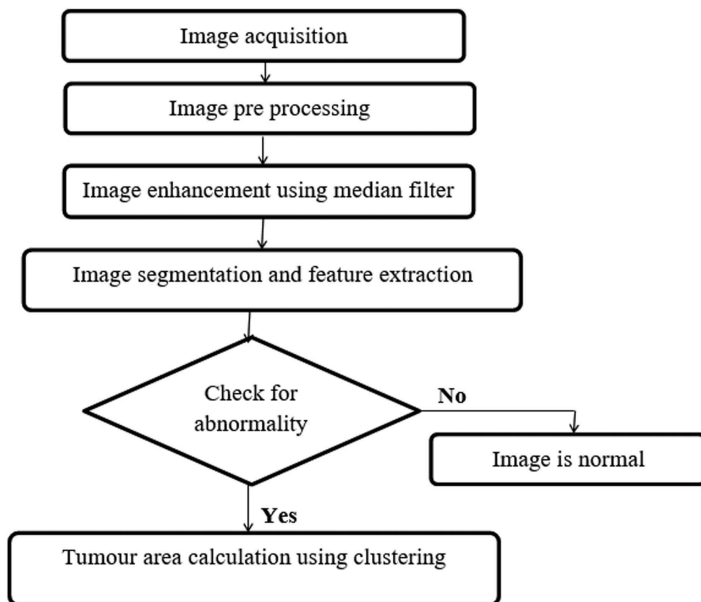 Image acquisition
Image pre processing
Image enhancement using median filter
Image segmentation and feature extraction
Check for
abnormality
No
Image is normal
Yes
Tumour area calculation using clustering